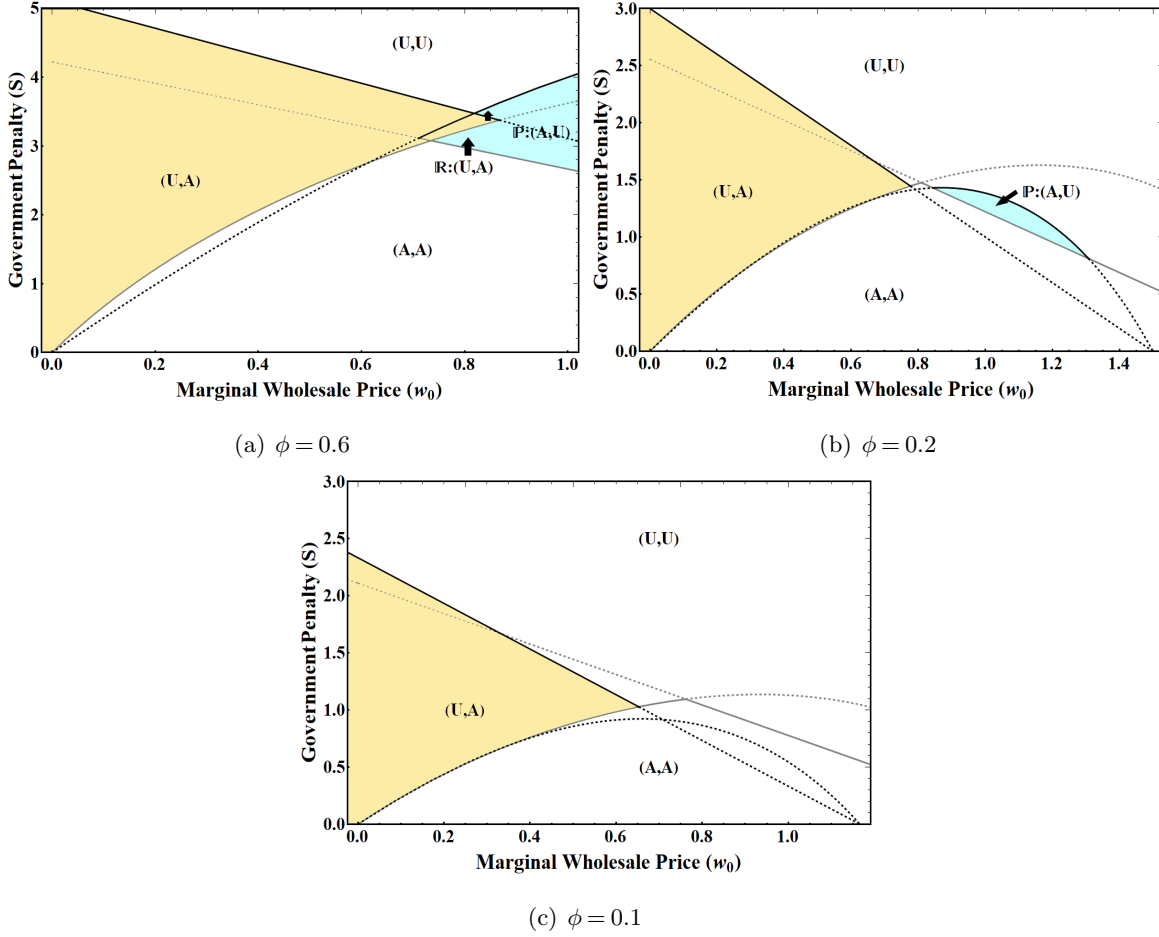 5
4
3
2
1
0
Government Penalty (S)
(U,U)
ℙ:(A,U)
ℝ:(U,A)
(U,A)
(A,A)
0.0 0.2 0.4 0.6 0.8 1.0
Marginal Wholesale Price (w₀)
(a) ϕ = 0.6
3.0
2.5
2.0
1.5
1.0
0.5
0.0
Government Penalty (S)
(U,U)
(U,A)
ℙ:(A,U)
(A,A)
0.0 0.2 0.4 0.6 0.8 1.0 1.2 1.4
Marginal Wholesale Price (w₀)
(b) ϕ = 0.2
3.0
2.5
2.0
1.5
1.0
0.5
0.0
Government Penalty (S)
(U,U)
(U,A)
(A,A)
0.0 0.2 0.4 0.6 0.8 1.0
Marginal Wholesale Price (w₀)
(c) ϕ = 0.1